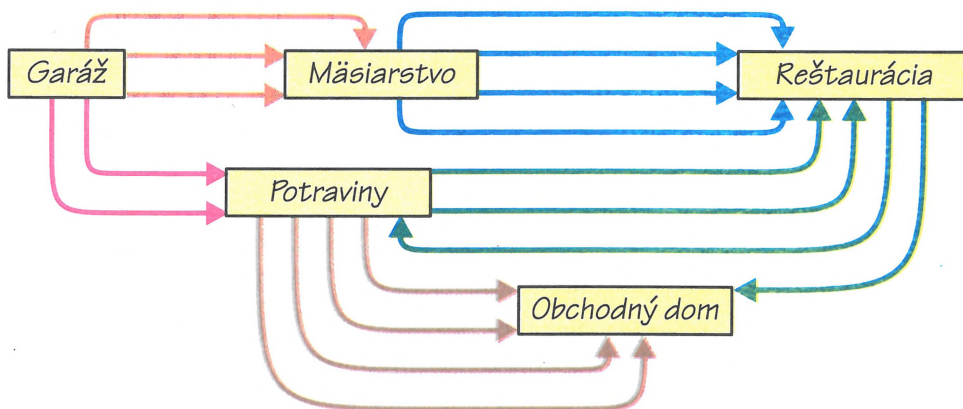 Garáž
Mäsiarstvo
Reštaurácia
Potraviny
Obchodný dom